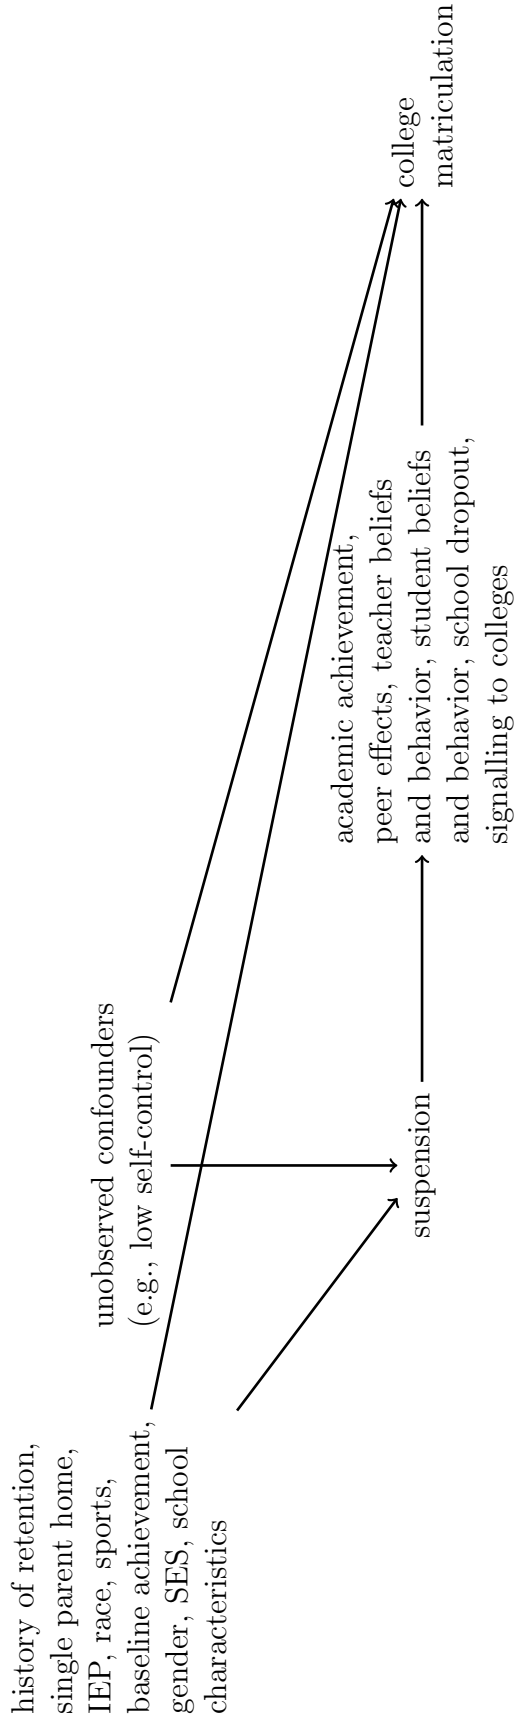 history of retention,
single parent home,
IEP, race, sports,
baseline achievement,
gender, SES, school
characteristics
unobserved confounders
(e.g., low self-control)
suspension
academic achievement,
peer effects, teacher beliefs
and behavior, student beliefs
and behavior, school dropout,
signalling to colleges
college
matriculation